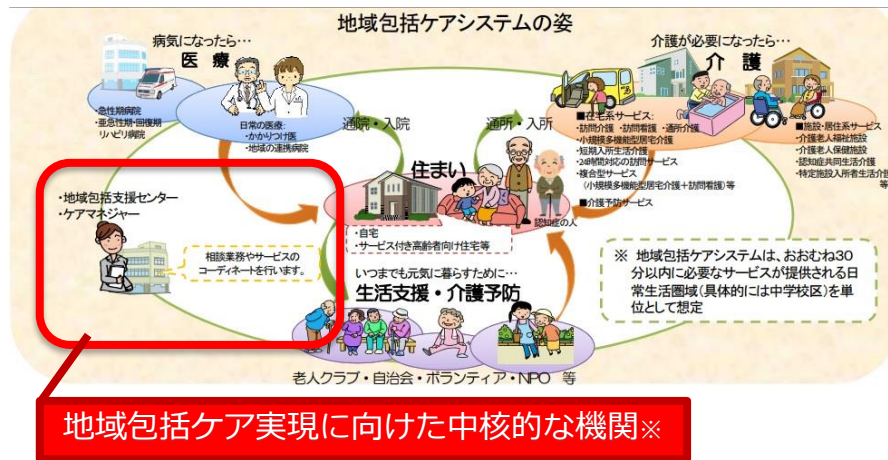 地域包括ケアシステムの姿
病気になったら…
医 療
介護が必要になったら…
介 護
・急性期病院
・亜急性期・回復期
リハビリ病院
日常の医療:
・かかりつけ医
・地域の連携病院
通院・入院
通所・入所
■在宅系サービス:
・訪問介護 ・訪問看護 ・通所介護
・小規模多機能型居宅介護
・短期入所生活介護
・24時間対応の訪問サービス
・複合型サービス
(小規模多機能型居宅介護+訪問看護)等
■介護予防サービス
■施設・居住系サービス
・介護老人福祉施設
・介護老人保健施設
・認知症共同生活介護
・特定施設入所者生活介護
等
住まい
・地域包括支援センター
・ケアマネジャー
相談業務やサービスの
コーディネートを行います。
認知症の人
・自宅
・サービス付き高齢者向け住宅等
いつまでも元気に暮らすために…
生活支援・介護予防
※ 地域包括ケアシステムは、おおむね30
分以内に必要なサービスが提供される日
常生活圏域(具体的には中学校区)を単
位として想定
老人クラブ・自治会・ボランティア・NPO 等
地域包括ケア実現に向けた中核的な機関※